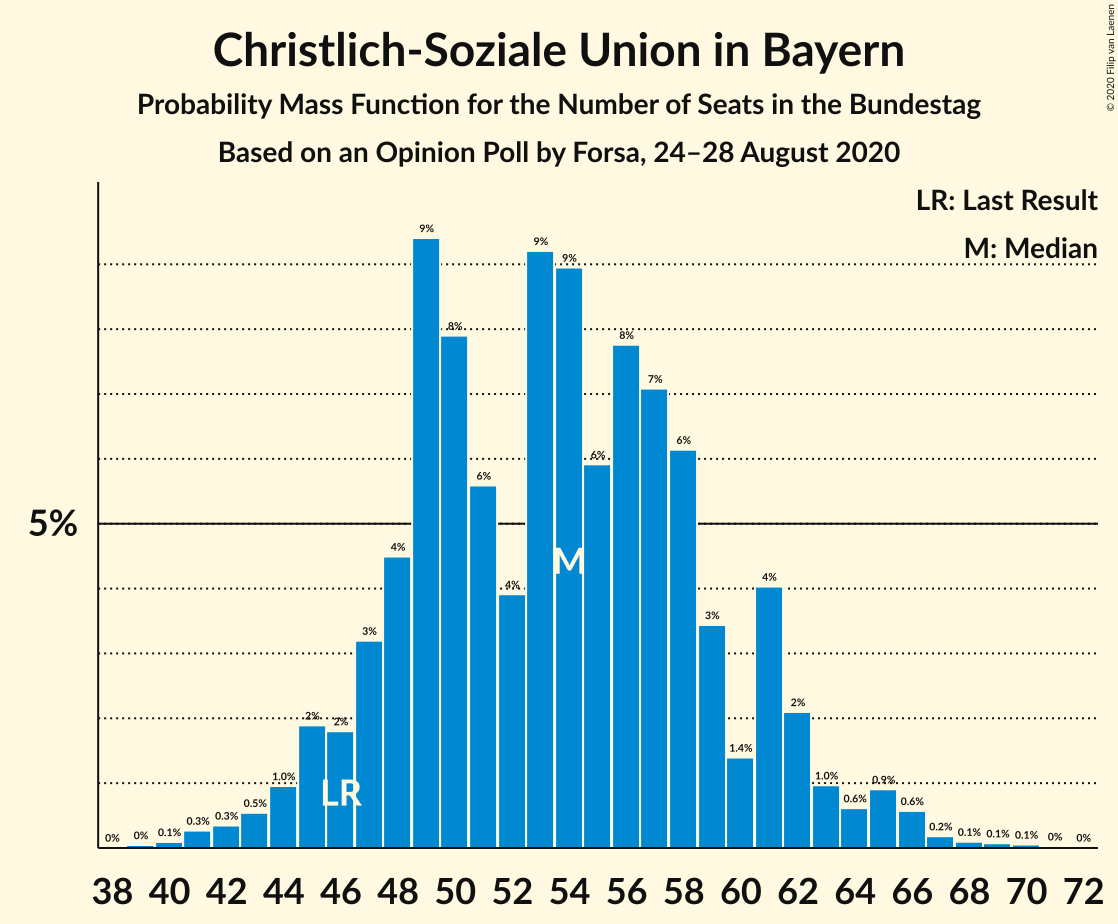 Christlich-Soziale Union in Bayern
Probability Mass Function for the Number of Seats in the Bundestag
Based on an Opinion Poll by Forsa, 24–28 August 2020
© 2020 Filip van Laenen
LR: Last Result
M: Median
5%
0% 0% 0.1% 0.3% 0.3% 0.5% 1.0% 2% 2% 3% 4% 9% 8% 6% 4% 9% 9% 6% 8% 7% 6% 3% 1.4% 4% 2% 1.0% 0.6% 0.9% 0.6% 0.2% 0.1% 0.1% 0.1% 0% 0%
M
LR
38 40 42 44 46 48 50 52 54 56 58 60 62 64 66 68 70 72